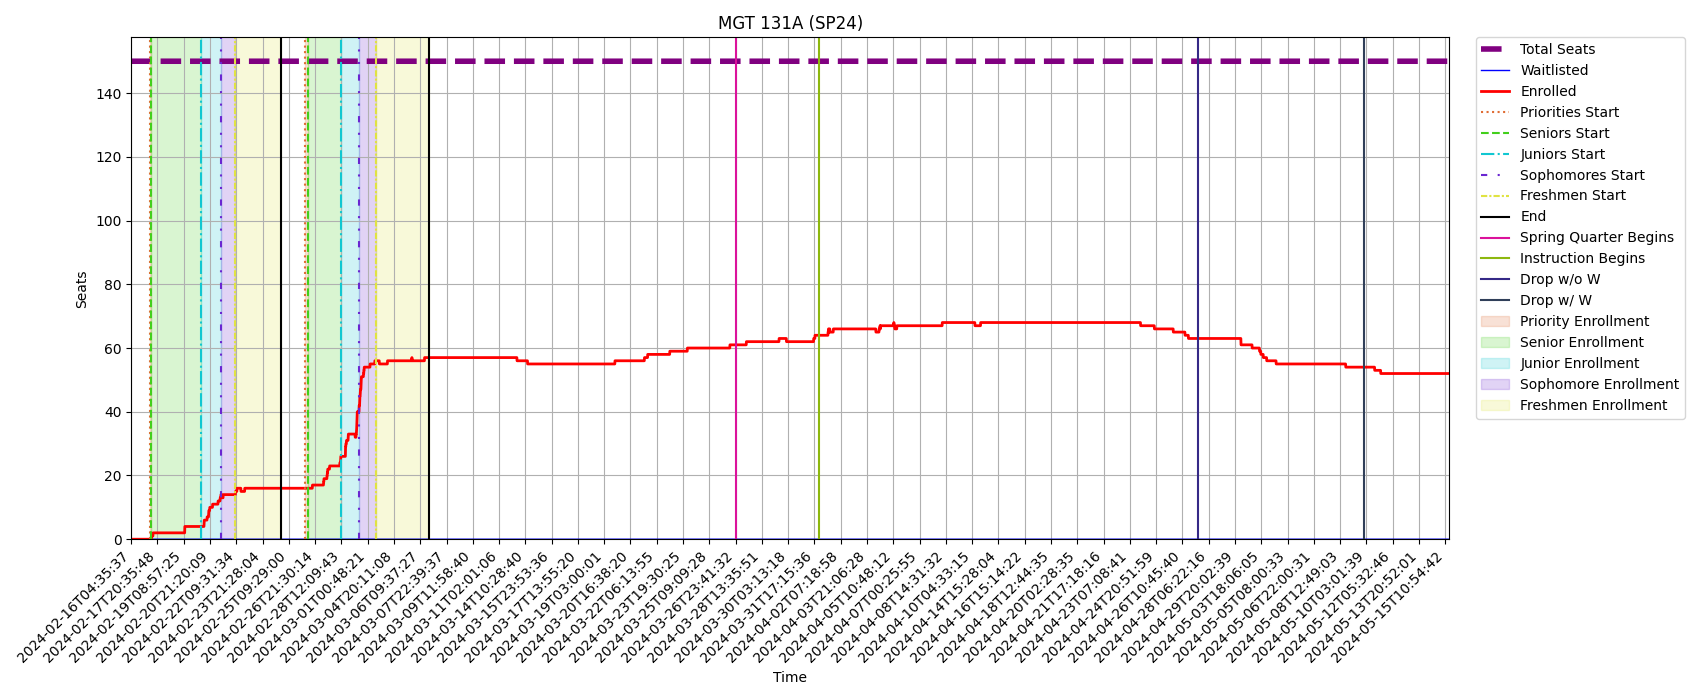 MGT 131A (SP24)
Seats
140
120
100
80
60
40
20
0
2024-02-16T04:35:37
2024-02-17T20:35:48
2024-02-19T08:57:25
2024-02-20T21:20:09
2024-02-22T09:31:34
2024-02-23T21:28:04
2024-02-25T09:29:00
2024-02-26T21:30:14
2024-02-28T12:09:43
2024-03-01T00:48:21
2024-03-04T20:11:08
2024-03-06T09:37:27
2024-03-07T22:39:37
2024-03-09T11:58:40
2024-03-11T02:01:06
2024-03-14T10:28:40
2024-03-15T23:53:36
2024-03-17T13:55:20
2024-03-19T03:00:01
2024-03-20T16:38:20
2024-03-22T06:13:55
2024-03-23T19:30:25
2024-03-25T09:09:28
2024-03-26T23:41:32
2024-03-28T13:35:51
2024-03-30T03:13:18
2024-03-31T17:15:36
2024-04-02T07:18:58
2024-04-03T21:06:28
2024-04-05T10:48:12
2024-04-07T00:25:55
2024-04-08T14:31:32
2024-04-10T04:33:15
2024-04-14T15:28:04
2024-04-16T15:14:22
2024-04-18T12:44:35
2024-04-20T02:28:35
2024-04-21T17:18:16
2024-04-23T07:08:41
2024-04-24T20:51:59
2024-04-26T10:45:40
2024-04-28T06:22:16
2024-04-29T20:02:39
2024-05-03T18:06:05
2024-05-05T08:00:33
2024-05-06T22:00:31
2024-05-08T12:49:03
2024-05-10T03:01:39
2024-05-12T05:32:46
2024-05-13T20:52:01
2024-05-15T10:54:42
Time
Total Seats
Waitlisted
Enrolled
Priorities Start
Seniors Start
Juniors Start
Sophomores Start
Freshmen Start
End
Spring Quarter Begins
Instruction Begins
Drop w/o W
Drop w/ W
Priority Enrollment
Senior Enrollment
Junior Enrollment
Sophomore Enrollment
Freshmen Enrollment